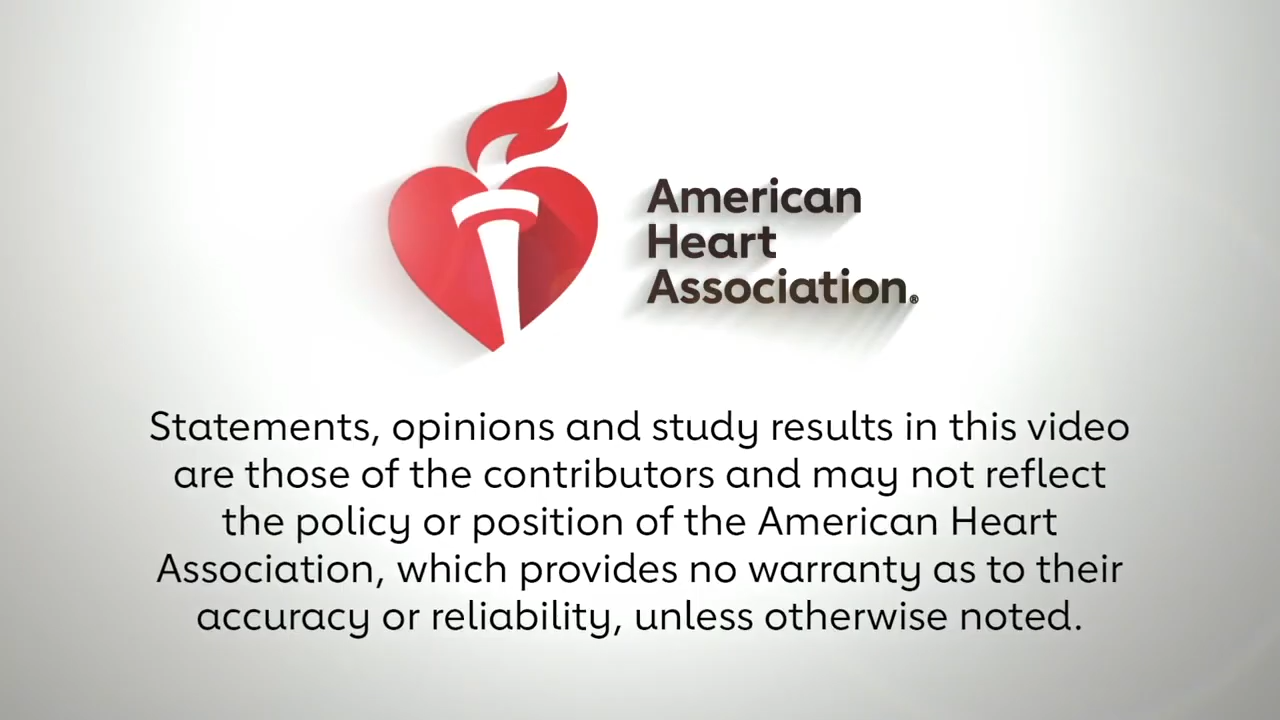 American
Heart
Association®
Statements, opinions and study results in this video
are those of the contributors and may not reflect
the policy or position of the American Heart
Association, which provides no warranty as to their
accuracy or reliability, unless otherwise noted.